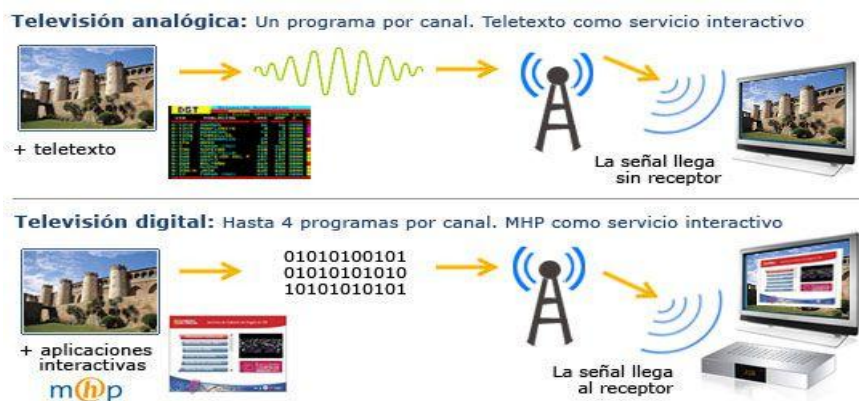 Televisión analógica: Un programa por canal. Teletexto como servicio interactivo
DGT
+ teletexto
La señal llega
sin receptor
Televisión digital: Hasta 4 programas por canal. MHP como servicio interactivo
01010100101
01010101010
10101010101
+ aplicaciones
interactivas
mhp
La señal llega
al receptor